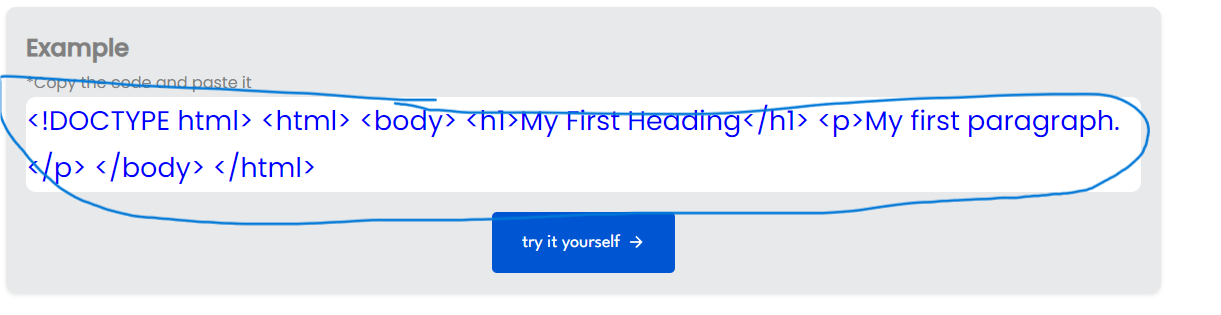 Example
*Copy the code and paste it
<!DOCTYPE html> <html> <body> <h1>My First Heading</h1> <p>My first paragraph.
</p> </body> </html>
try it yourself →